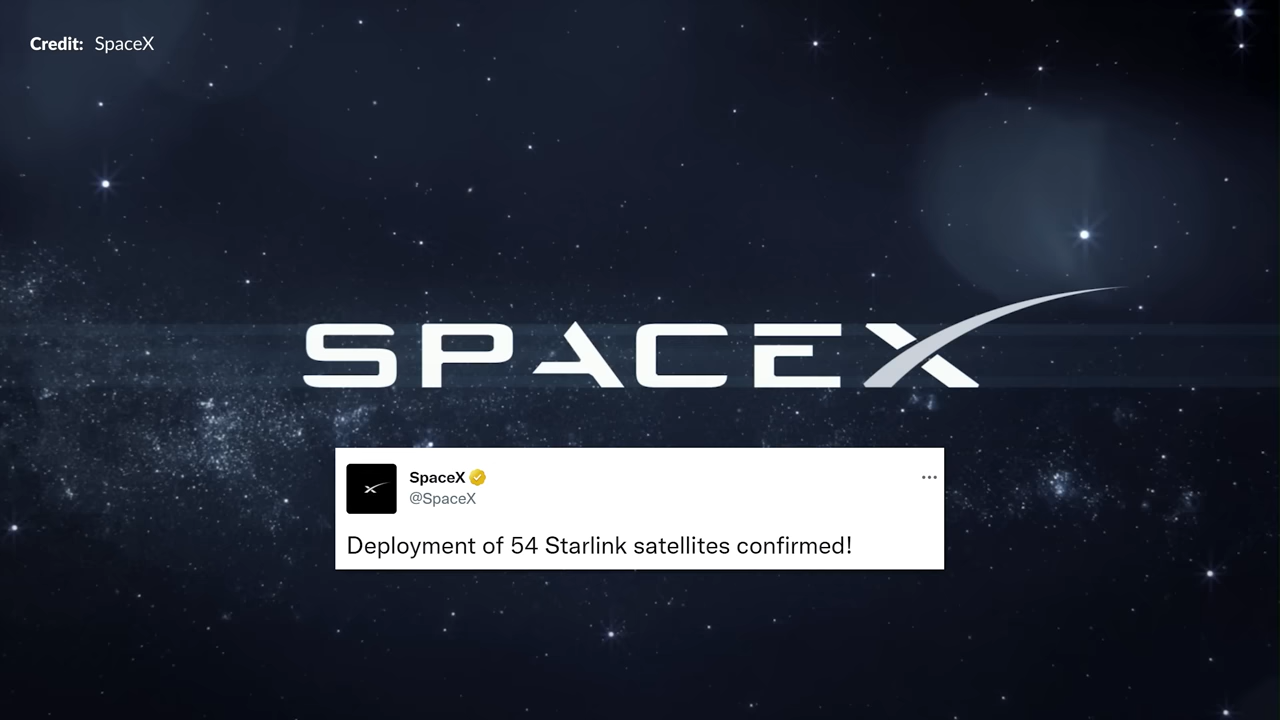 Credit: SpaceX
SPACEX
SpaceX
@SpaceX
Deployment of 54 Starlink satellites confirmed!